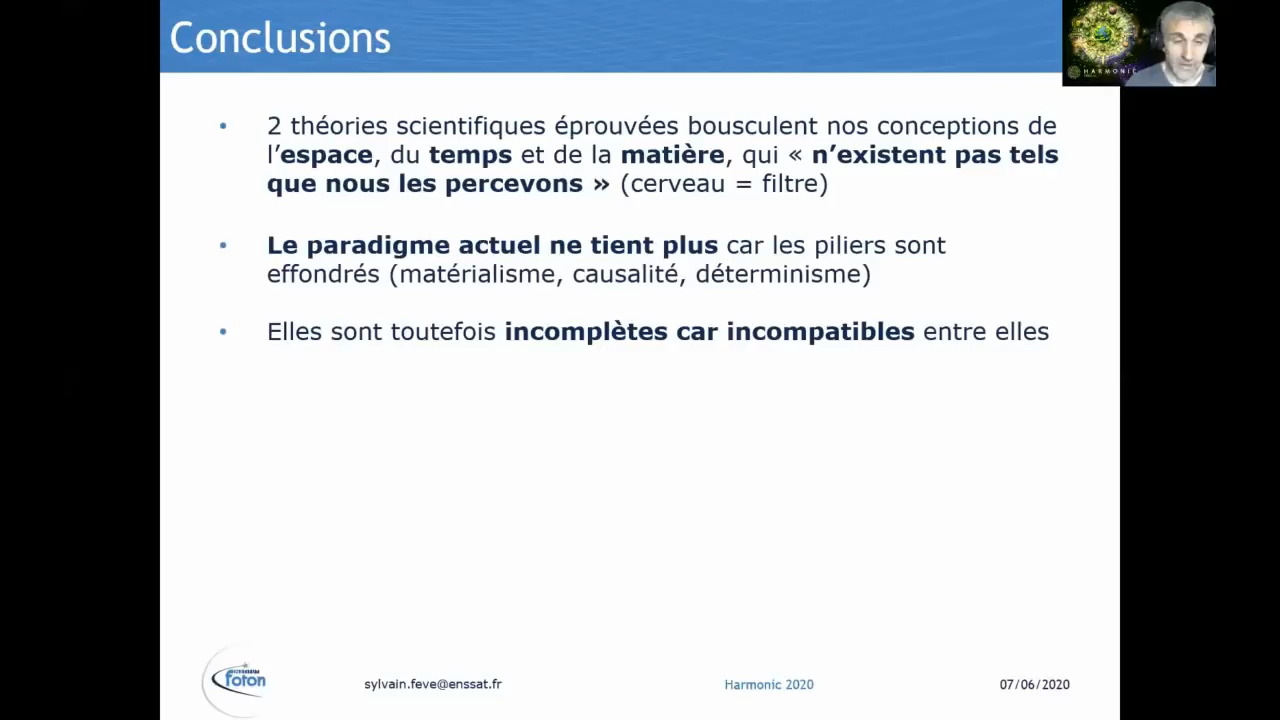 Conclusions
HARMONIC
• 2 théories scientifiques éprouvées bousculent nos conceptions de
l’espace, du temps et de la matière, qui « n’existent pas tels
que nous les percevons » (cerveau = filtre)
• Le paradigme actuel ne tient plus car les piliers sont
effondrés (matérialisme, causalité, déterminisme)
• Elles sont toutefois incomplètes car incompatibles entre elles
foton
sylvain.feve@enssat.fr
Harmonic 2020
07/06/2020